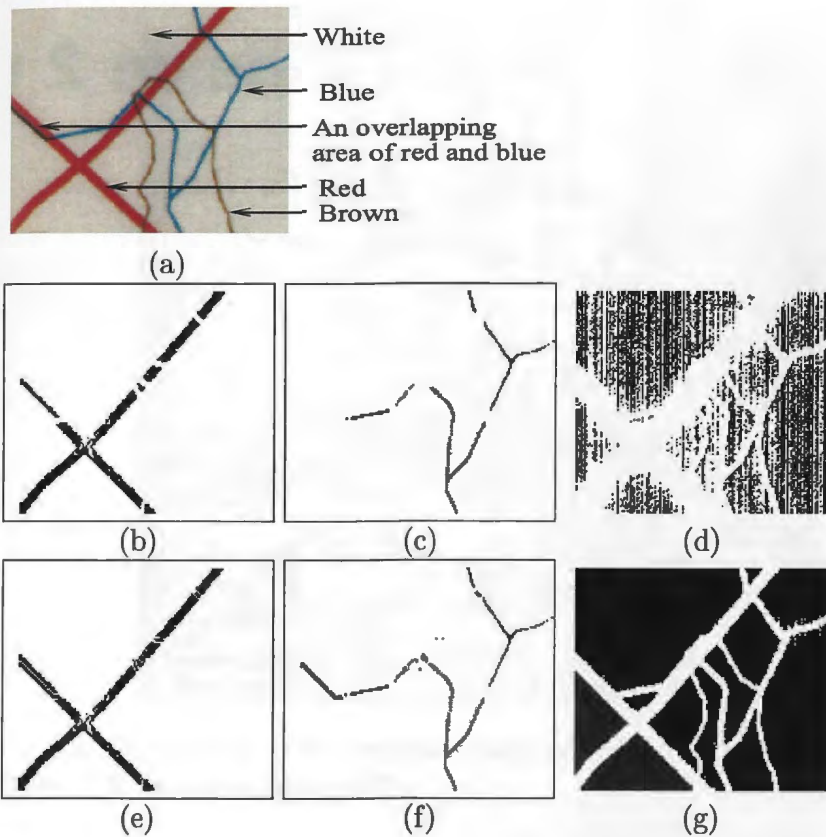 White
Blue
An overlapping
area of red and blue
Red
Brown
(a)
(b)
(c)
(d)
(e)
(f)
(g)